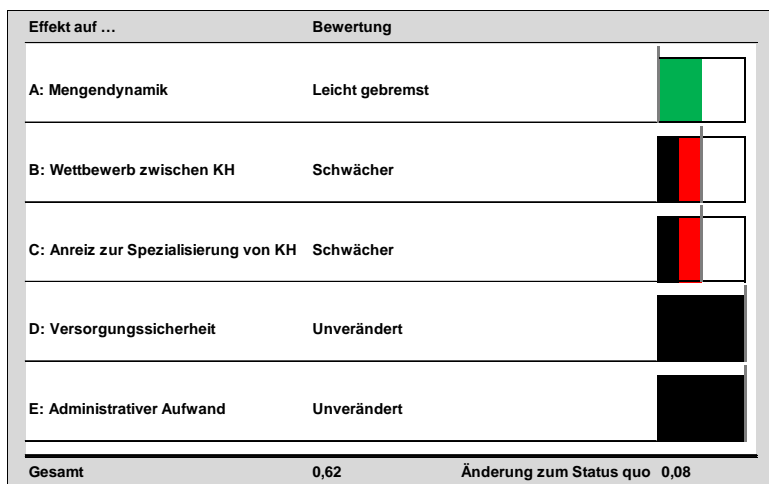 Effekt auf … Bewertung
A: Mengendynamik Leicht gebremst
B: Wettbewerb zwischen KH Schwächer
C: Anreiz zur Spezialisierung von KH Schwächer
D: Versorgungssicherheit Unverändert
E: Administrativer Aufwand Unverändert
Gesamt 0,62 Änderung zum Status quo 0,08